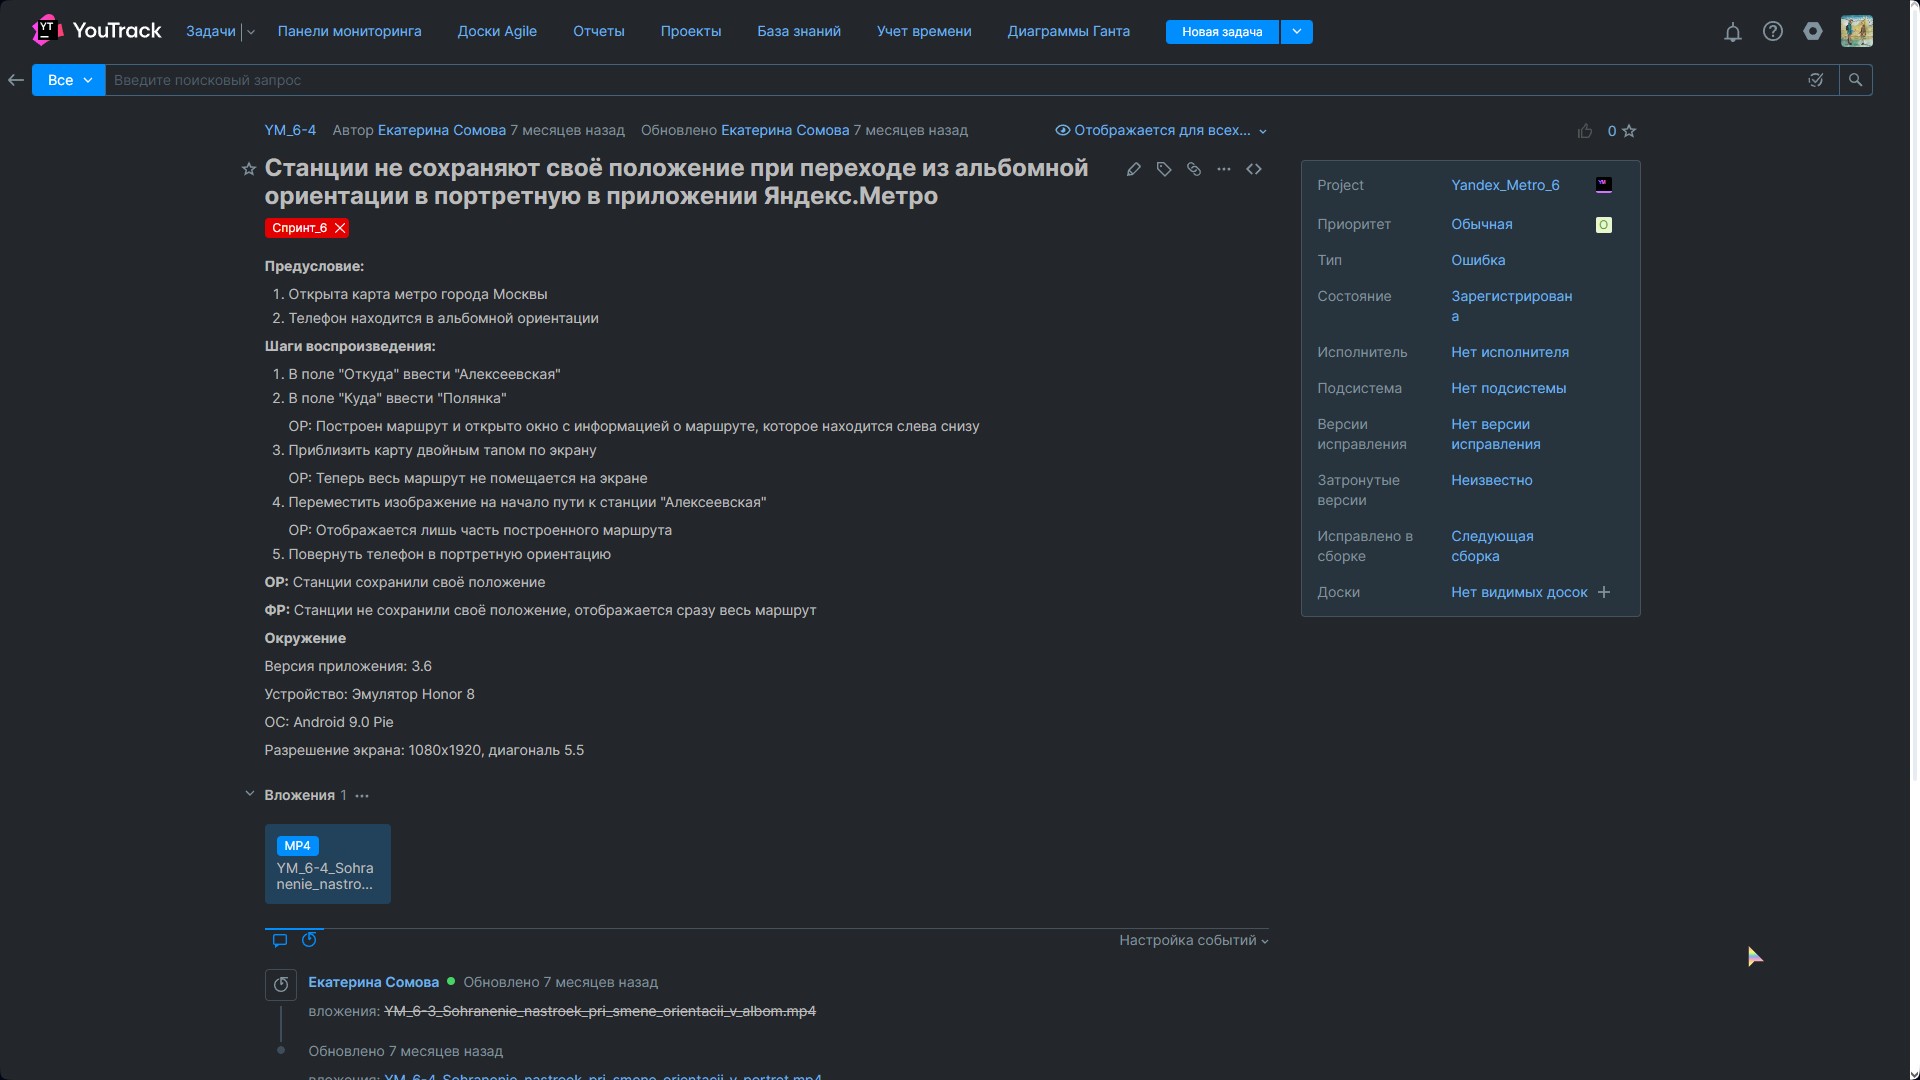 YT YouTrack Задачи Панели мониторинга Доски Agile Отчеты Проекты База знаний Учет времени Диаграммы Ганта Новая задача
Все Введите поисковый запрос
YM_6-4 Автор Екатерина Сомова 7 месяцев назад Обновлено Екатерина Сомова 7 месяцев назад Отображается для всех... 0
Станции не сохраняют своё положение при переходе из альбомной
ориентации в портретную в приложении Яндекс.Метро
Спринт_6
Предусловие:
1. Открыта карта метро города Москвы
2. Телефон находится в альбомной ориентации
Шаги воспроизведения:
1. В поле "Откуда" ввести "Алексеевская"
2. В поле "Куда" ввести "Полянка"
ОР: Построен маршрут и открыто окно с информацией о маршруте, которое находится слева снизу
3. Приблизить карту двойным тапом по экрану
ОР: Теперь весь маршрут не помещается на экране
4. Переместить изображение на начало пути к станции "Алексеевская"
ОР: Отображается лишь часть построенного маршрута
5. Повернуть телефон в портретную ориентацию
ОР: Станции сохранили своё положение
ФР: Станции не сохранили своё положение, отображается сразу весь маршрут
Окружение
Версия приложения: 3.6
Устройство: Эмулятор Honor 8
ОС: Android 9.0 Pie
Разрешение экрана: 1080x1920, диагональ 5.5
Вложения 1
MP4
YM_6-4_Sohra
nenie_nastro...
Настройка событий
Екатерина Сомова Обновлено 7 месяцев назад
вложения: YM_6-3_Sohranenie_nastroek_pri_smene_orientacii_v_albom.mp4
Обновлено 7 месяцев назад
вложения: YM_6-4_Sohranenie_nastroek_pri_smene_orientacii_v_portret.mp4
Project Yandex_Metro_6 YM
Приоритет Обычная О
Тип Ошибка
Состояние Зарегистрирован
а
Исполнитель Нет исполнителя
Подсистема Нет подсистемы
Версии Нет версии
исправления исправления
Затронутые Неизвестно
версии
Исправлено в Следующая
сборке сборка
Доски Нет видимых досок